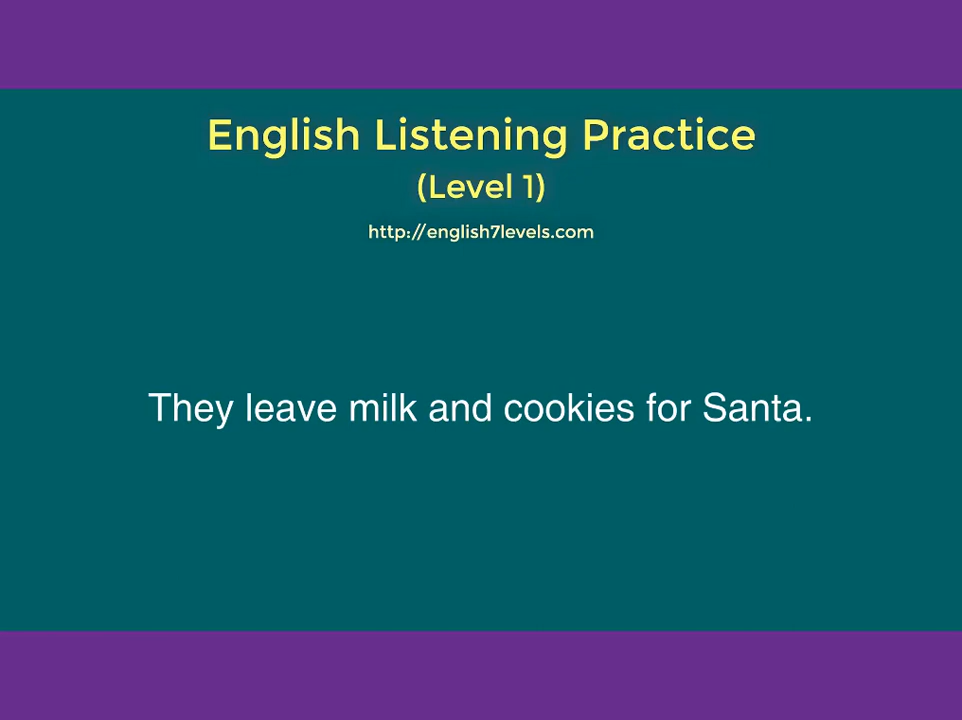 English Listening Practice
(Level 1)
http://english7levels.com
They leave milk and cookies for Santa.